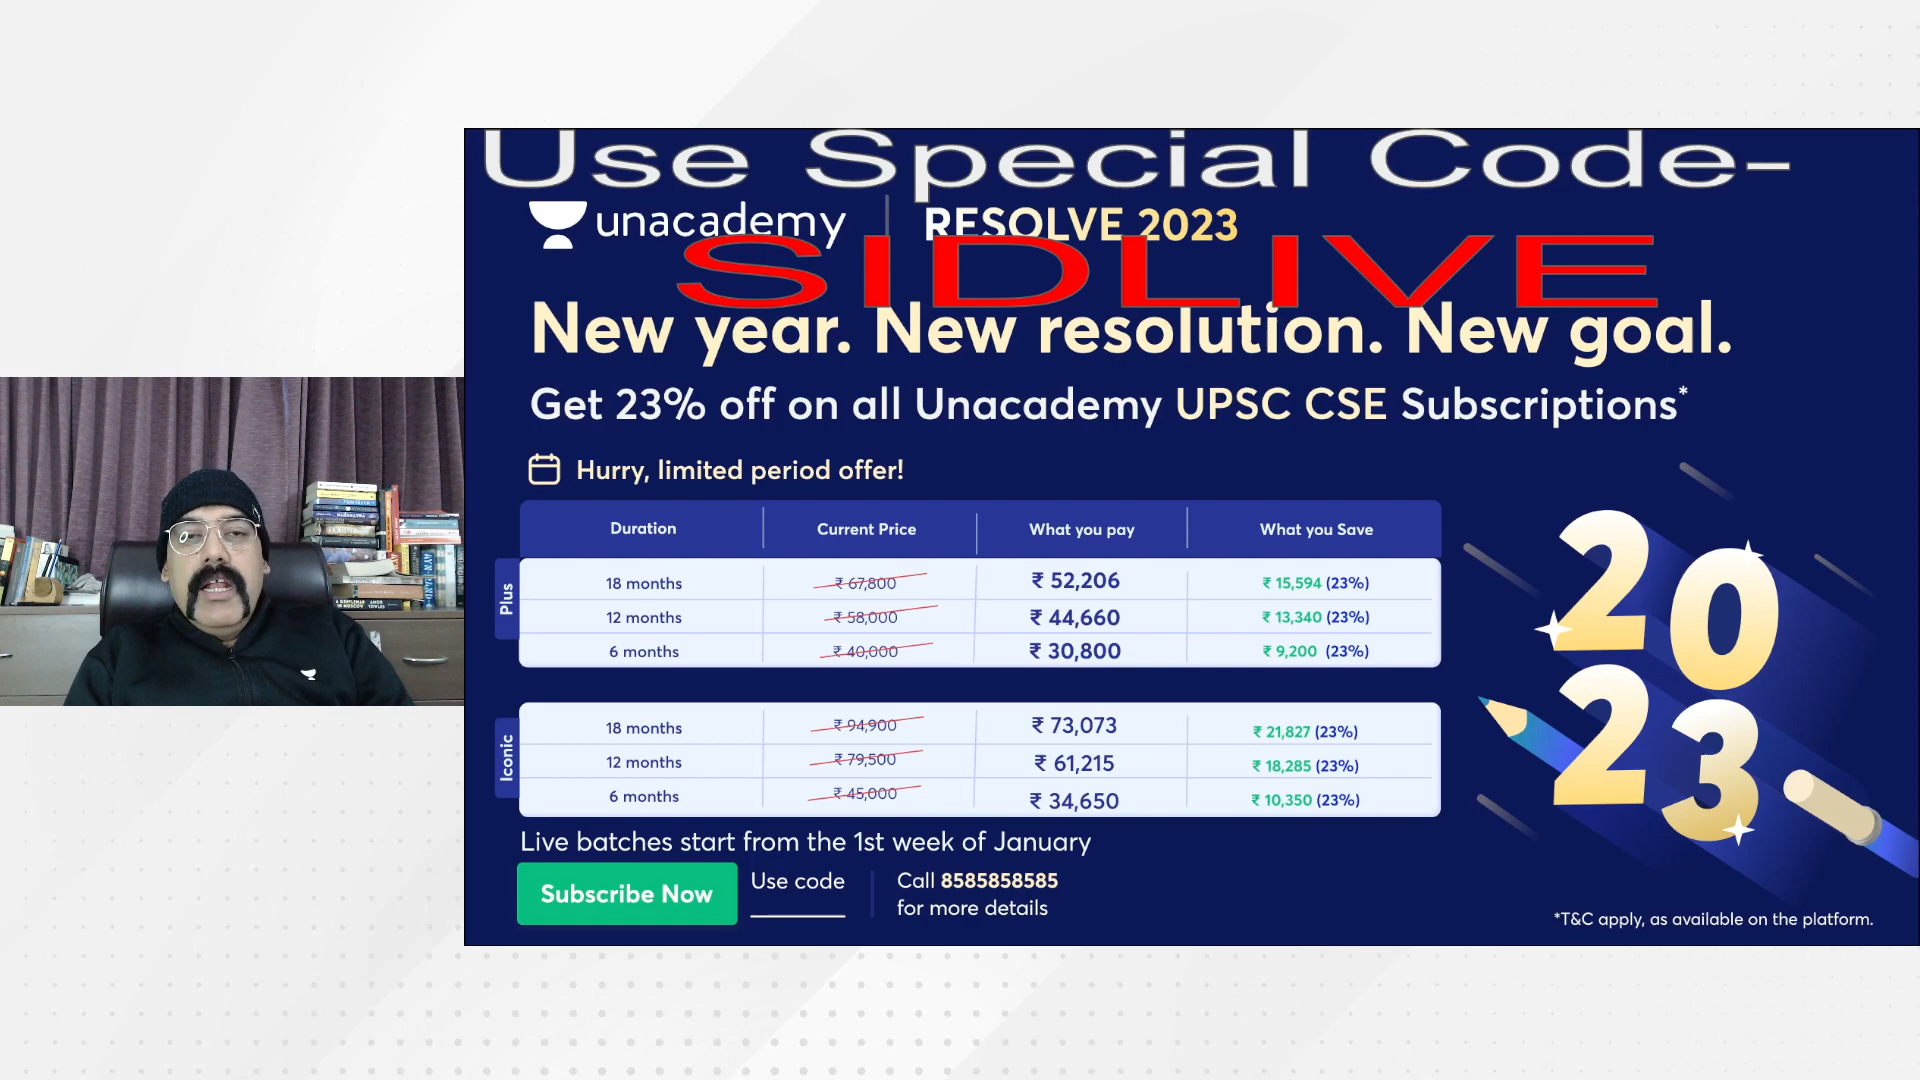 Use Special Code-
unacademy
RESOLVE 2023
SIDLIVE
New year. New resolution. New goal.
Get 23% off on all Unacademy UPSC CSE Subscriptions*
Hurry, limited period offer!
Duration Current Price What you pay What you Save
Plus
18 months ₹ 67,800 ₹ 52,206 ₹ 15,594 (23%)
12 months ₹ 58,000 ₹ 44,660 ₹ 13,340 (23%)
6 months ₹ 40,000 ₹ 30,800 ₹ 9,200 (23%)
Iconic
18 months ₹ 94,900 ₹ 73,073 ₹ 21,827 (23%)
12 months ₹ 79,500 ₹ 61,215 ₹ 18,285 (23%)
6 months ₹ 45,000 ₹ 34,650 ₹ 10,350 (23%)
20
23
Live batches start from the 1st week of January
Subscribe Now
Use code
Call 8585858585
for more details
*T&C apply, as available on the platform.